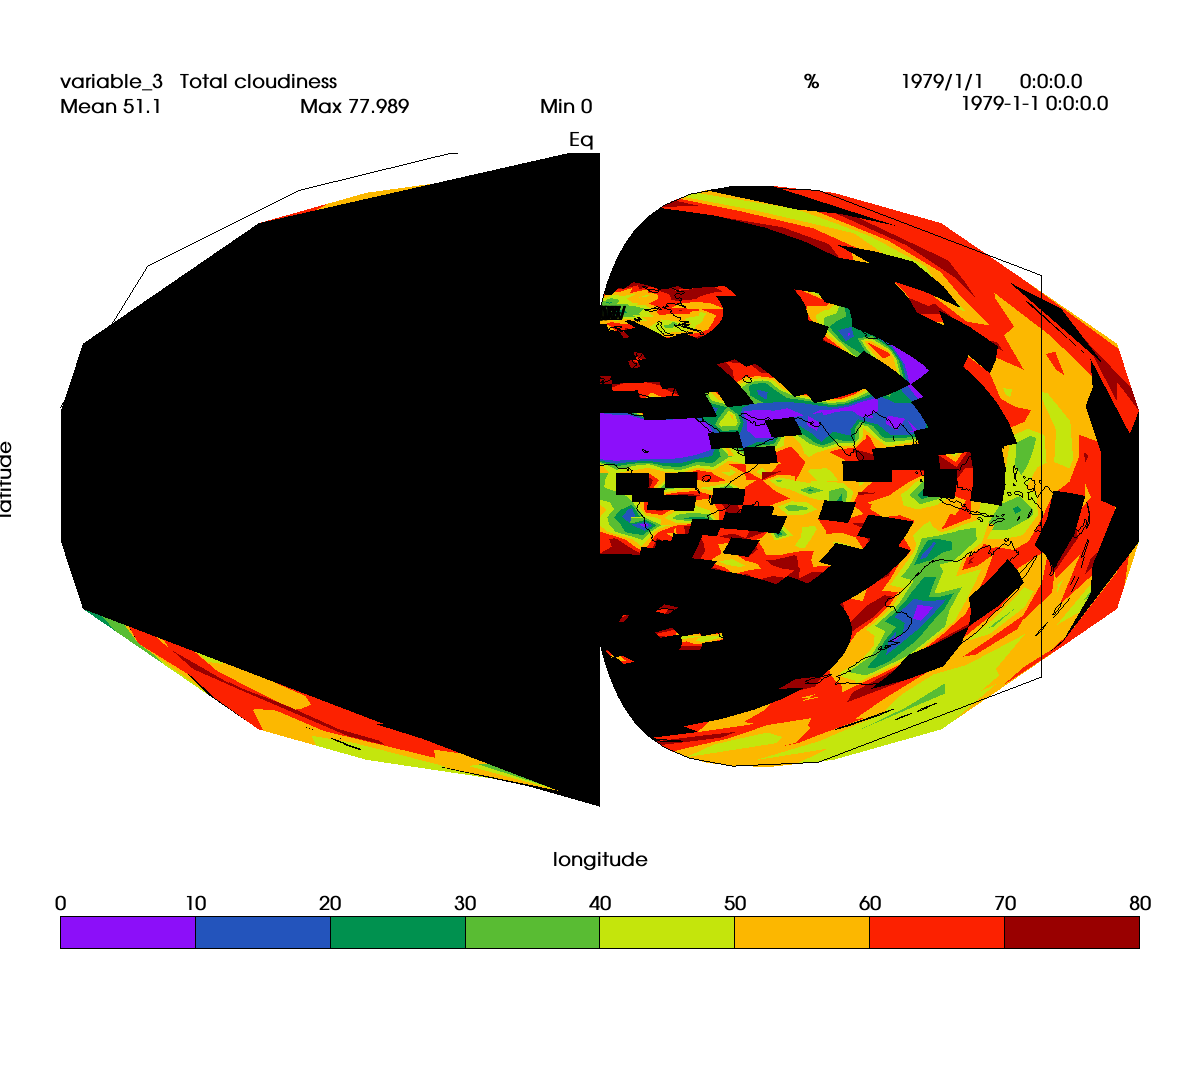 variable_3 Total cloudiness % 1979/1/1 0:0:0.0
Mean 51.1 Max 77.989 Min 0 1979-1-1 0:0:0.0
Eq
latitude
longitude
0 10 20 30 40 50 60 70 80